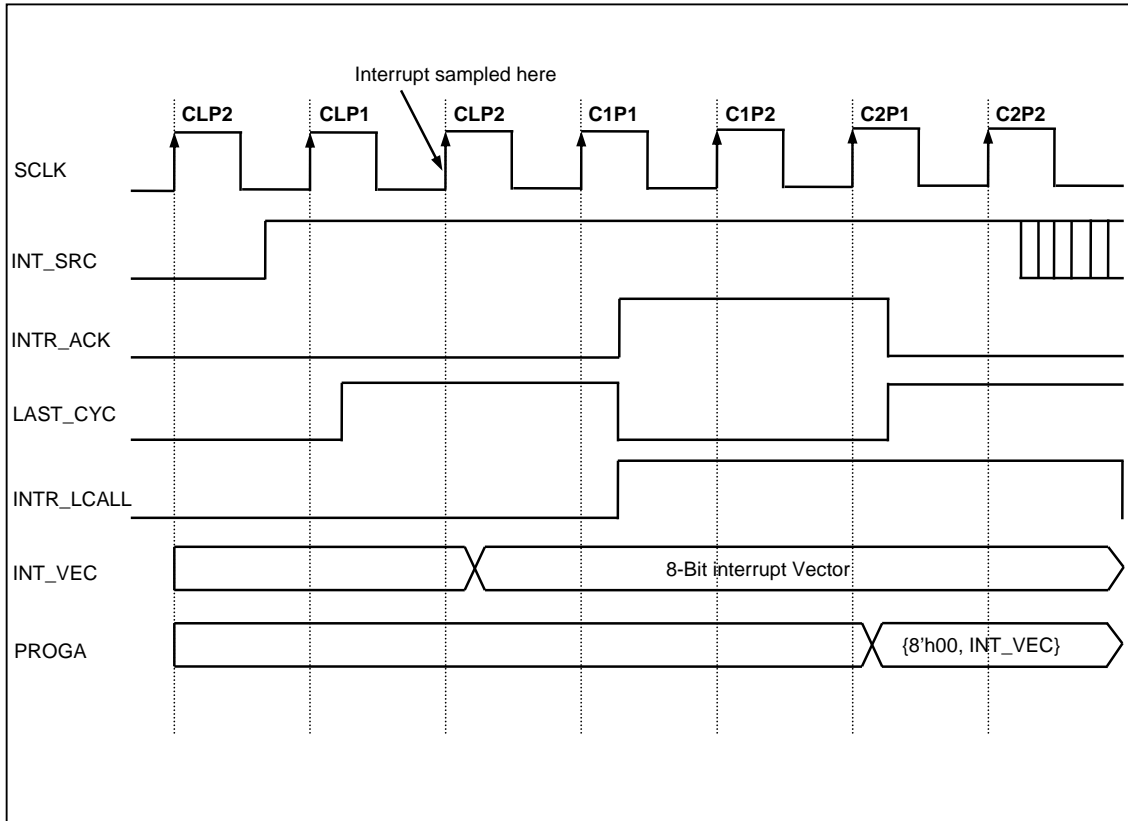 Interrupt sampled here
CLP2 CLP1 CLP2 C1P1 C1P2 C2P1 C2P2
SCLK
INT_SRC
INTR_ACK
LAST_CYC
INTR_LCALL
INT_VEC 8-Bit interrupt Vector
PROGA {8'h00, INT_VEC}